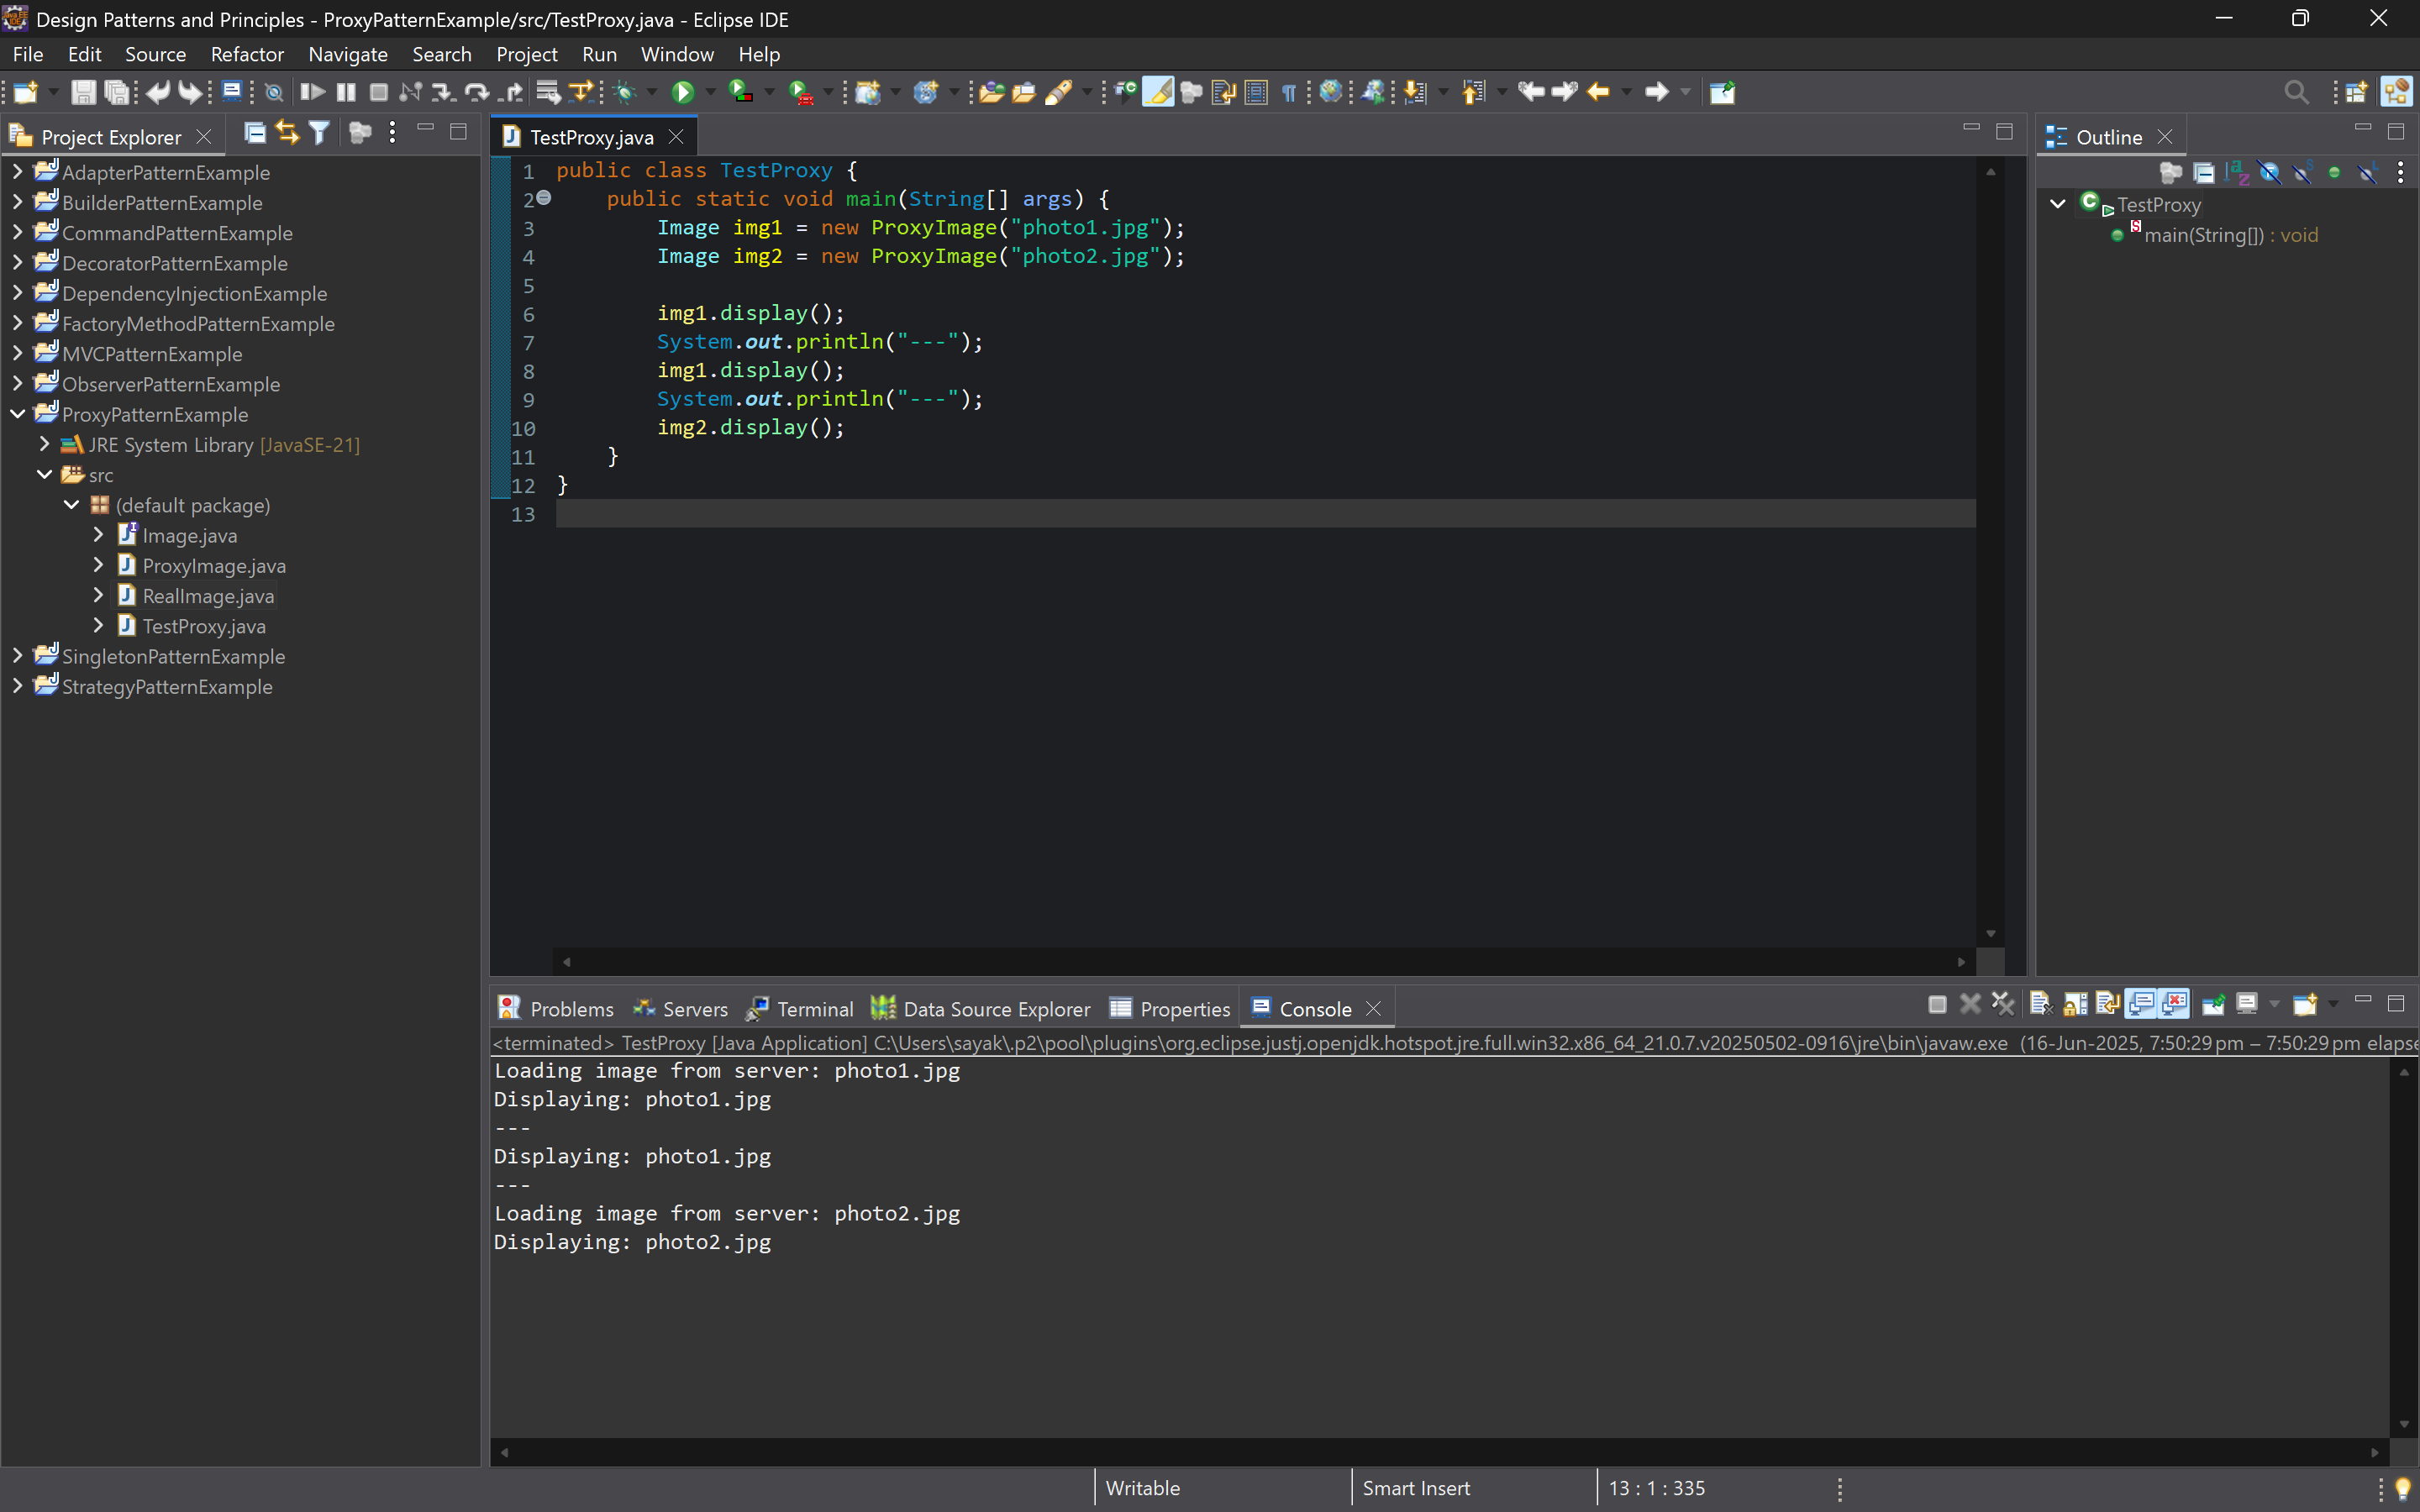 Design Patterns and Principles - ProxyPatternExample/src/TestProxy.java - Eclipse IDE
File Edit Source Refactor Navigate Search Project Run Window Help
Project Explorer
AdapterPatternExample
BuilderPatternExample
CommandPatternExample
DecoratorPatternExample
DependencyInjectionExample
FactoryMethodPatternExample
MVCPatternExample
ObserverPatternExample
ProxyPatternExample
JRE System Library [JavaSE-21]
src
(default package)
Image.java
ProxyImage.java
RealImage.java
TestProxy.java
SingletonPatternExample
StrategyPatternExample
TestProxy.java
1 public class TestProxy {
2     public static void main(String[] args) {
3         Image img1 = new ProxyImage("photo1.jpg");
4         Image img2 = new ProxyImage("photo2.jpg");
5
6         img1.display();
7         System.out.println("---");
8         img1.display();
9         System.out.println("---");
10         img2.display();
11     }
12 }
13
Outline
TestProxy
main(String[]) : void
Problems Servers Terminal Data Source Explorer Properties Console
<terminated> TestProxy [Java Application] C:\Users\sayak\.p2\pool\plugins\org.eclipse.justj.openjdk.hotspot.jre.full.win32.x86_64_21.0.7.v20250502-0916\jre\bin\javaw.exe (16-Jun-2025, 7:50:29 pm – 7:50:29 pm elapse
Loading image from server: photo1.jpg
Displaying: photo1.jpg
---
Displaying: photo1.jpg
---
Loading image from server: photo2.jpg
Displaying: photo2.jpg
Writable Smart Insert 13 : 1 : 335